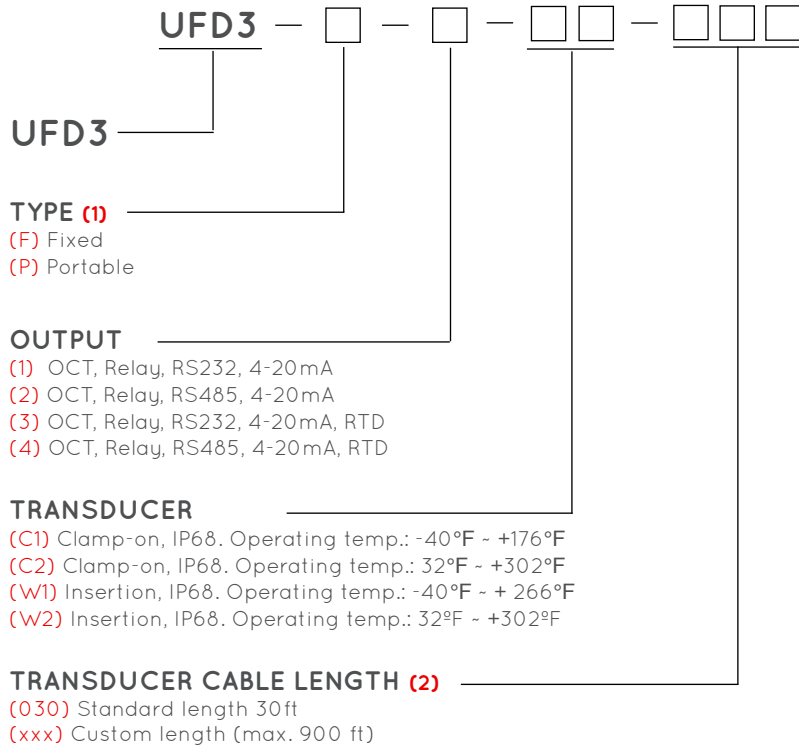 UFD3 — □ — □ - □□ — □□□
UFD3
TYPE (1)
(F) Fixed
(P) Portable
OUTPUT
(1) OCT, Relay, RS232, 4-20mA
(2) OCT, Relay, RS485, 4-20mA
(3) OCT, Relay, RS232, 4-20mA, RTD
(4) OCT, Relay, RS485, 4-20mA, RTD
TRANSDUCER
(C1) Clamp-on, IP68. Operating temp.: -40°F ~ +176°F
(C2) Clamp-on, IP68. Operating temp.: 32°F ~ +302°F
(W1) Insertion, IP68. Operating temp.: -40°F ~ + 266°F
(W2) Insertion, IP68. Operating temp.: 32ºF ~ +302ºF
TRANSDUCER CABLE LENGTH (2)
(030) Standard length 30ft
(xxx) Custom length (max. 900 ft)